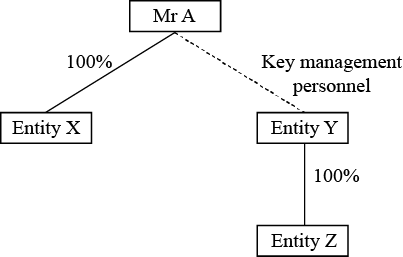 Mr A
100%
Key management
personnel
Entity X
Entity Y
100%
Entity Z